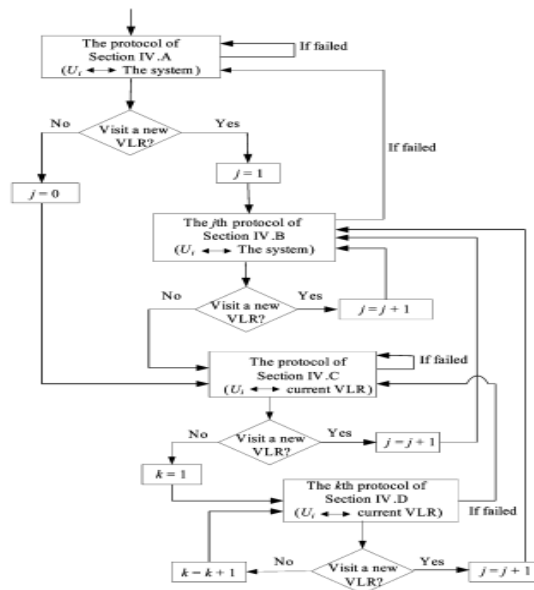 The protocol of
Section IV.A
(Ui ↔ The system)
If failed
No
Visit a new
VLR?
Yes
If failed
j = 0
j = 1
The jth protocol of
Section IV.B
(Ui ↔ The system)
No
Visit a new
VLR?
Yes
j = j + 1
The protocol of
Section IV.C
(Ui ↔ current VLR)
If failed
No
Visit a new
VLR?
Yes
j = j + 1
k = 1
The kth protocol of
Section IV.D
(Ui ↔ current VLR)
If failed
k = k + 1
No
Visit a new
VLR?
Yes
j = j + 1